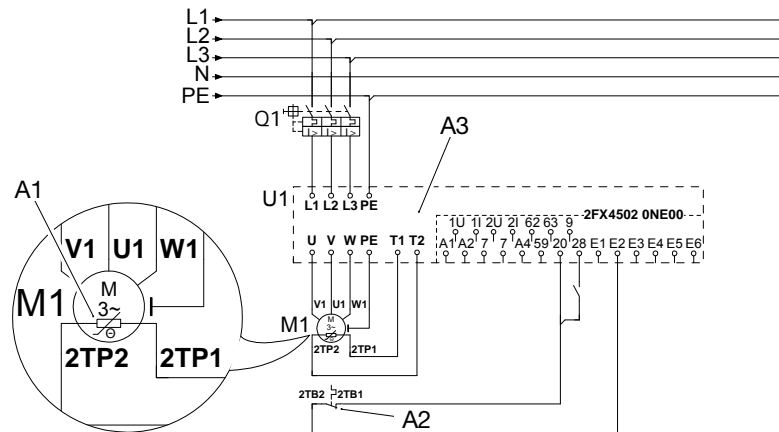 L1
L2
L3
N
PE
Q1
I> I> I>
A3
A1
U1
L1 L2 L3 PE
2FX4502 0NE00
1U 1I 2U 2I 62 63 9
U V W PE T1 T2
A1 A2 7 7 A4 59 20 28 E1 E2 E3 E4 E5 E6
V1 U1 W1
M
3~
M1
Θ
2TP2 2TP1
V1 U1 W1
M1
M
3~
2TP2 2TP1
2TB2 2TB1
A2